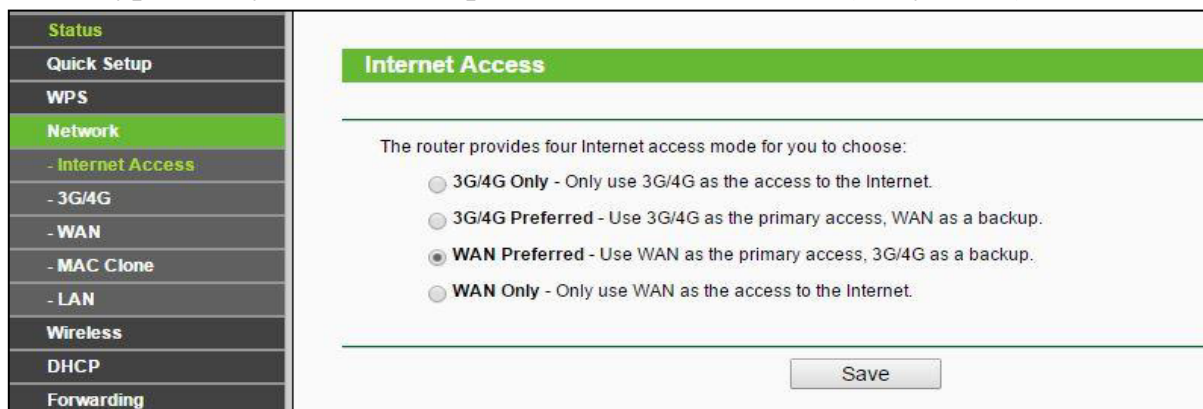 Status
Quick Setup
WPS
Network
- Internet Access
- 3G/4G
- WAN
- MAC Clone
- LAN
Wireless
DHCP
Forwarding
Internet Access
The router provides four Internet access mode for you to choose:
3G/4G Only - Only use 3G/4G as the access to the Internet.
3G/4G Preferred - Use 3G/4G as the primary access, WAN as a backup.
WAN Preferred - Use WAN as the primary access, 3G/4G as a backup.
WAN Only - Only use WAN as the access to the Internet.
Save